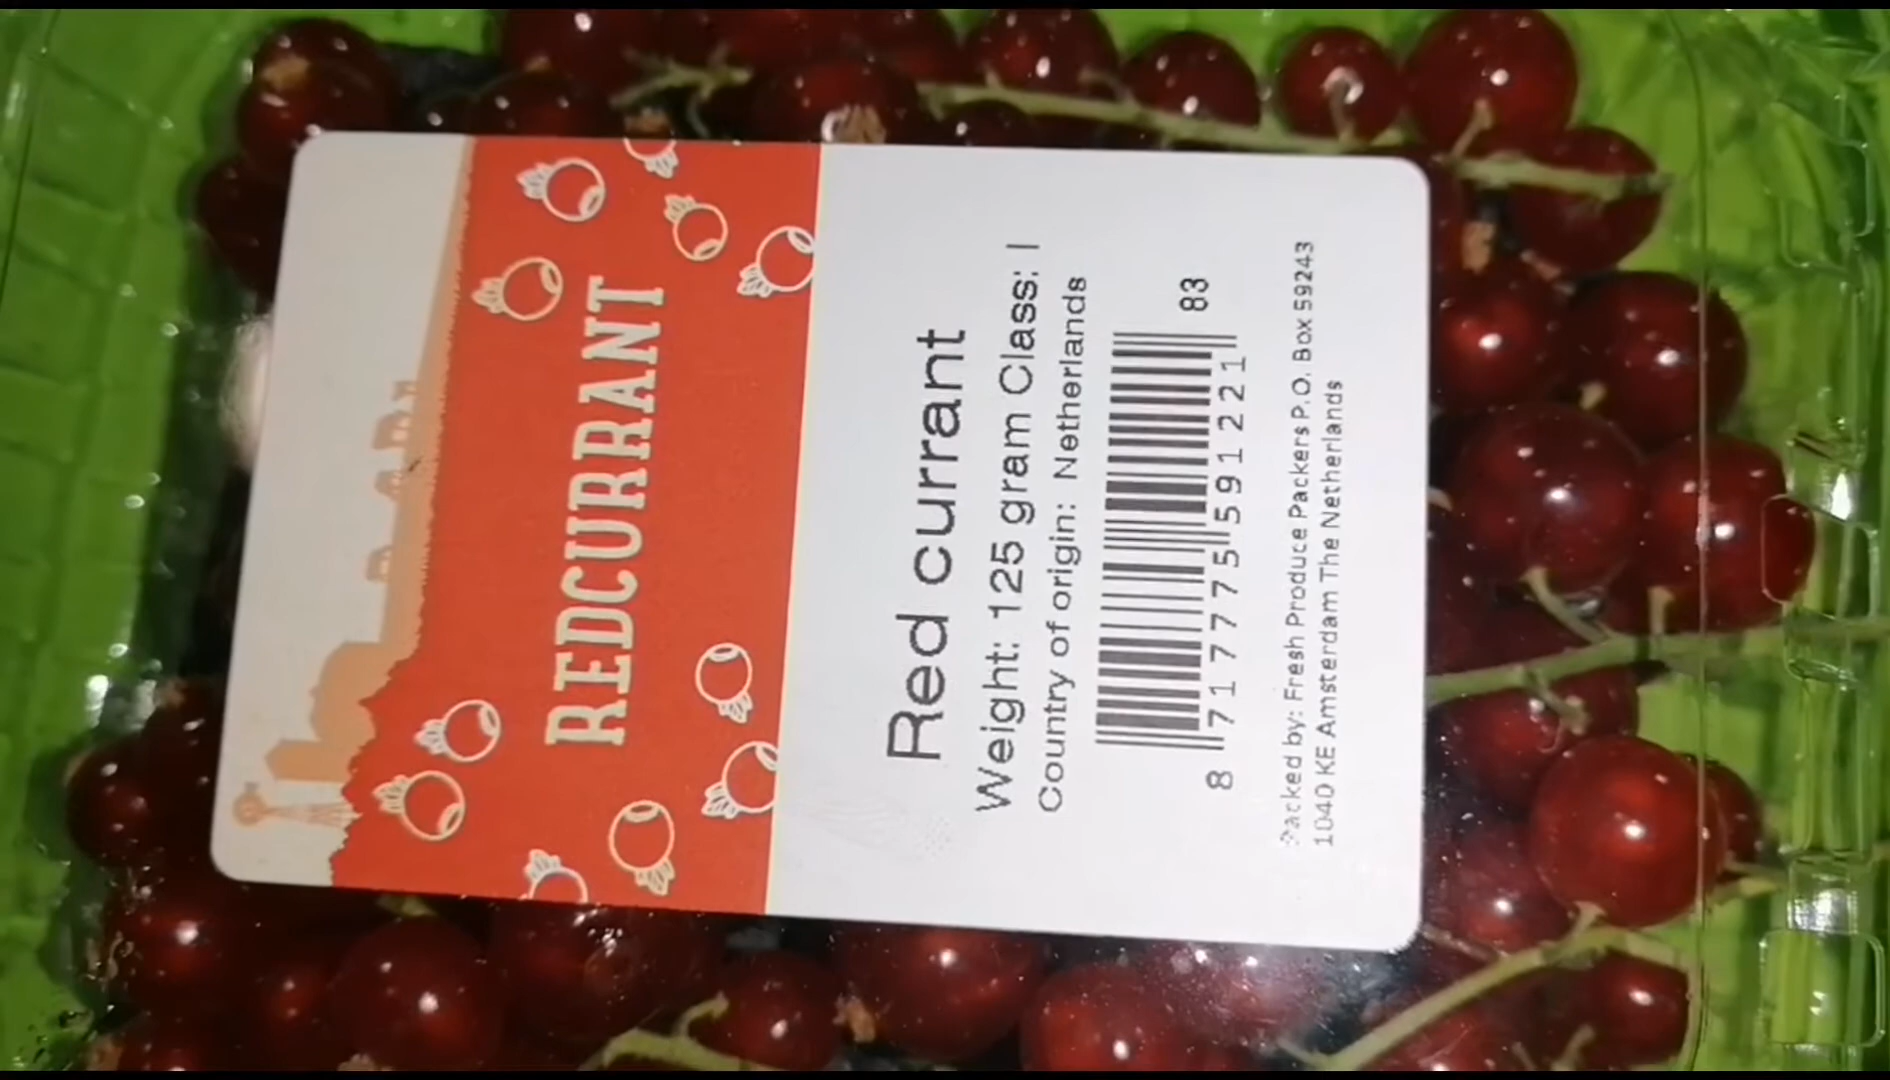 REDCURRANT
Red currant
Weight: 125 gram Class: I
Country of origin: Netherlands
83
8 717775 591221
Packed by: Fresh Produce Packers P.O. Box 59243
1040 KE Amsterdam The Netherlands